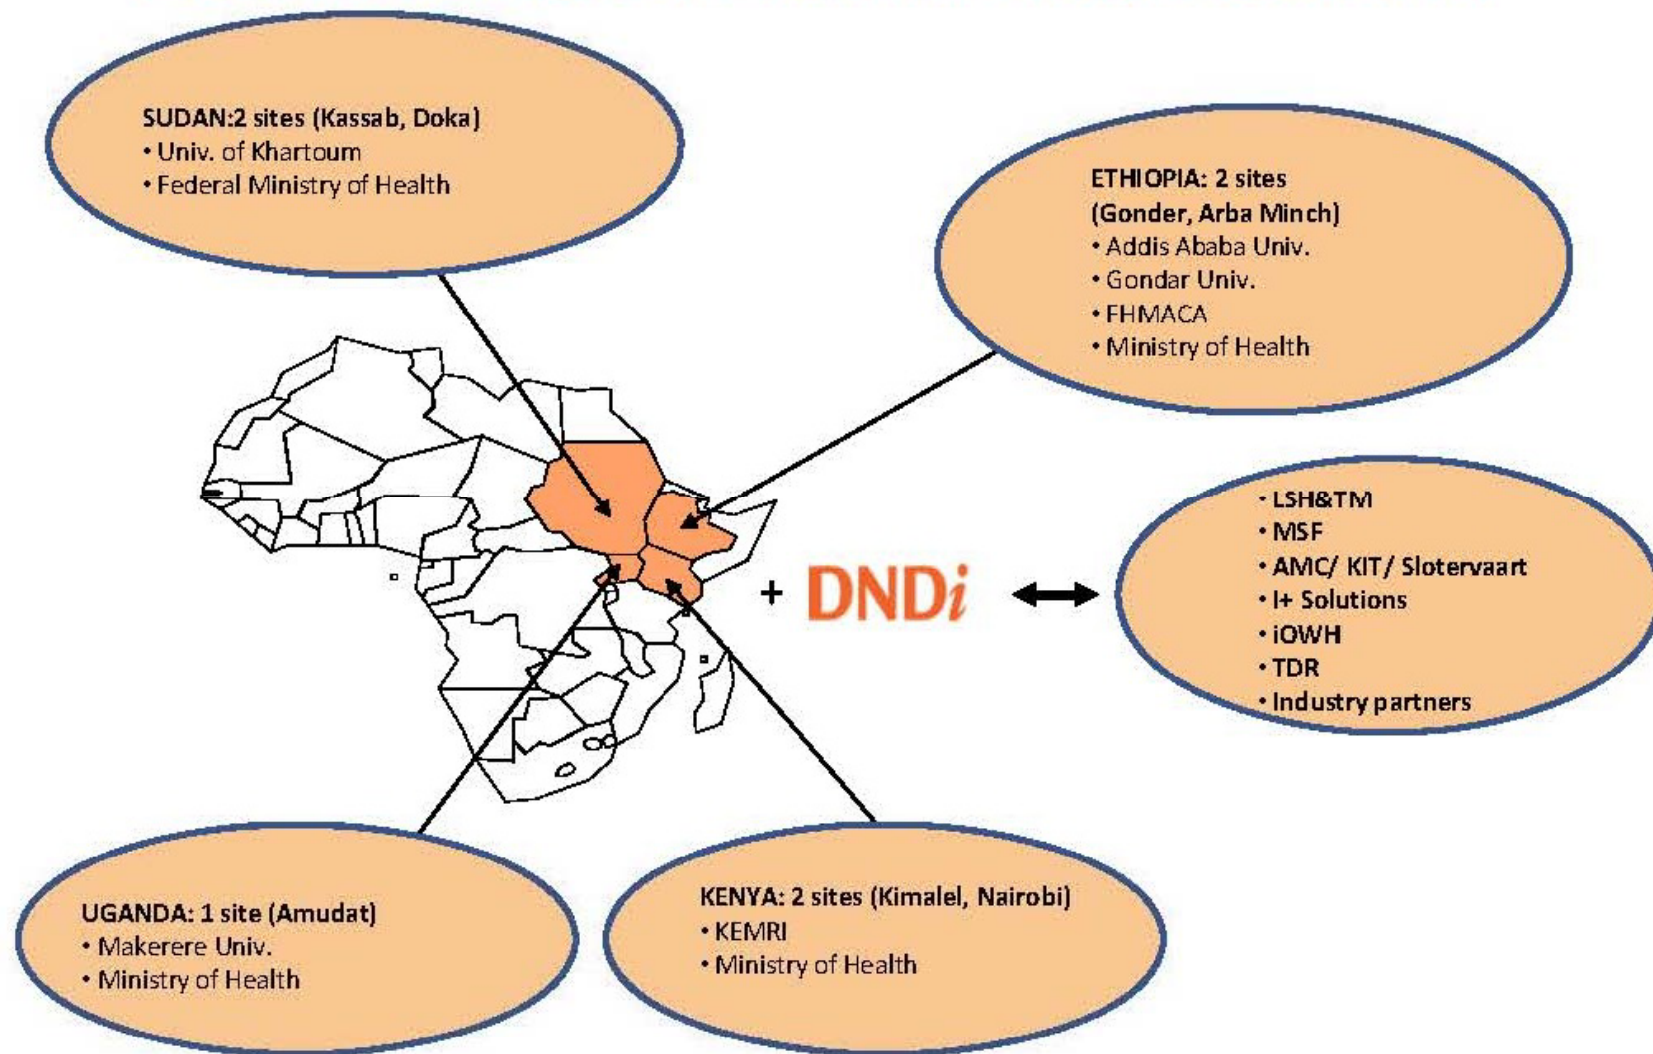 SUDAN:2 sites (Kassab, Doka)
• Univ. of Khartoum
• Federal Ministry of Health
ETHIOPIA: 2 sites
(Gonder, Arba Minch)
• Addis Ababa Univ.
• Gondar Univ.
• FHMACA
• Ministry of Health
• LSH&TM
• MSF
• AMC/ KIT/ Slotervaart
• I+ Solutions
• iOWH
• TDR
• Industry partners
+ DNDi
UGANDA: 1 site (Amudat)
• Makerere Univ.
• Ministry of Health
KENYA: 2 sites (Kimalel, Nairobi)
• KEMRI
• Ministry of Health